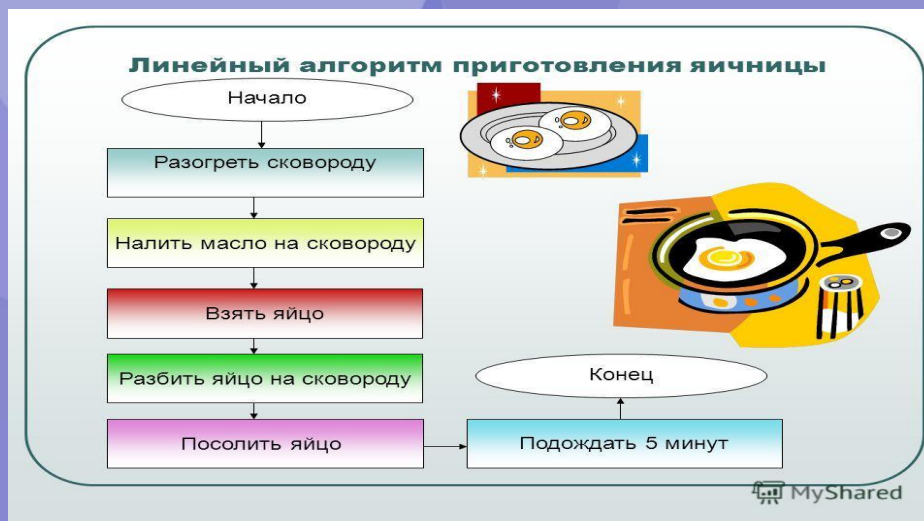 Линейный алгоритм приготовления яичницы
Начало
Разогреть сковороду
Налить масло на сковороду
Взять яйцо
Разбить яйцо на сковороду
Посолить яйцо
Подождать 5 минут
Конец
MyShared